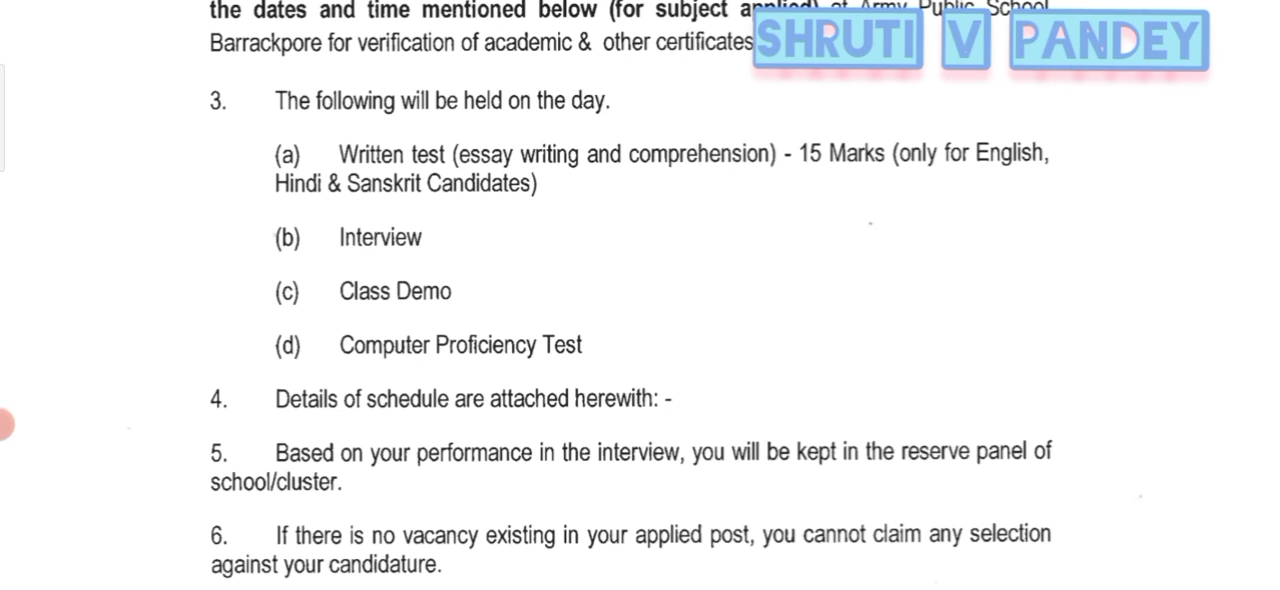 the dates and time mentioned below (for subject applied) at Army Public School
Barrackpore for verification of academic & other certificates
SHRUTI V PANDEY
3. The following will be held on the day.
(a) Written test (essay writing and comprehension) - 15 Marks (only for English,
Hindi & Sanskrit Candidates)
(b) Interview
(c) Class Demo
(d) Computer Proficiency Test
4. Details of schedule are attached herewith: -
5. Based on your performance in the interview, you will be kept in the reserve panel of
school/cluster.
6. If there is no vacancy existing in your applied post, you cannot claim any selection
against your candidature.